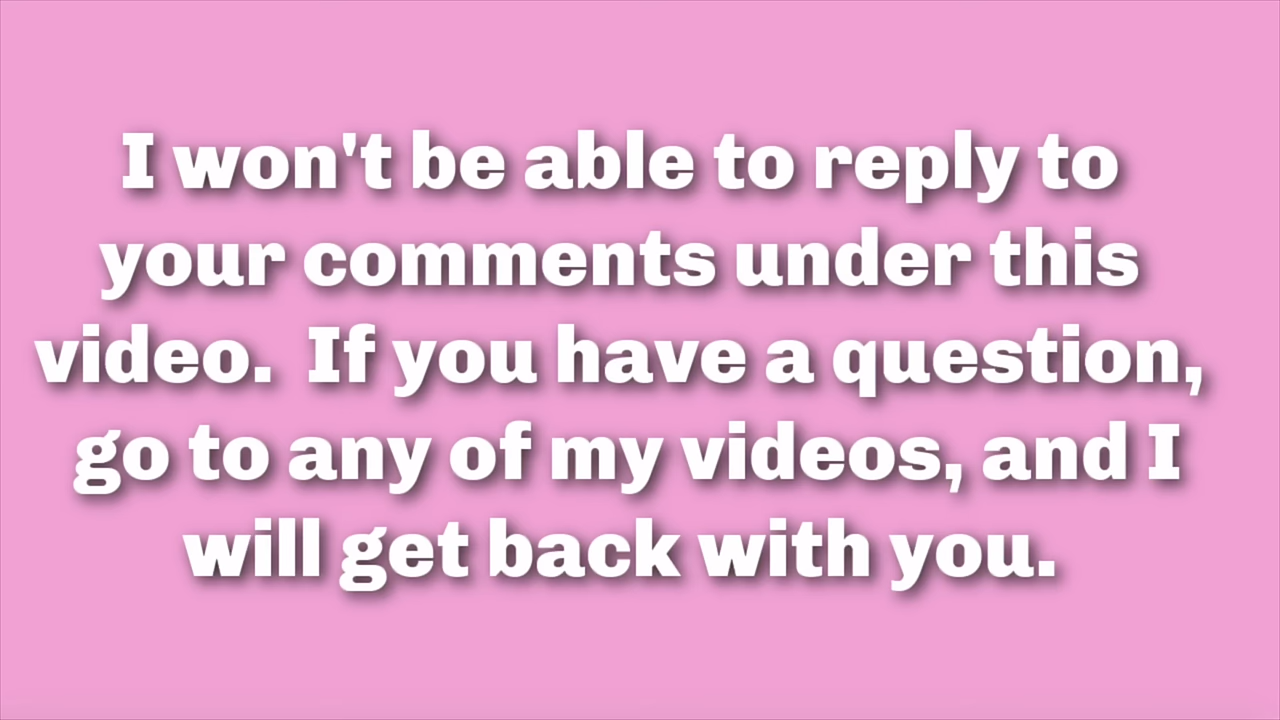 I won't be able to reply to
your comments under this
video.  If you have a question,
go to any of my videos, and I
will get back with you.